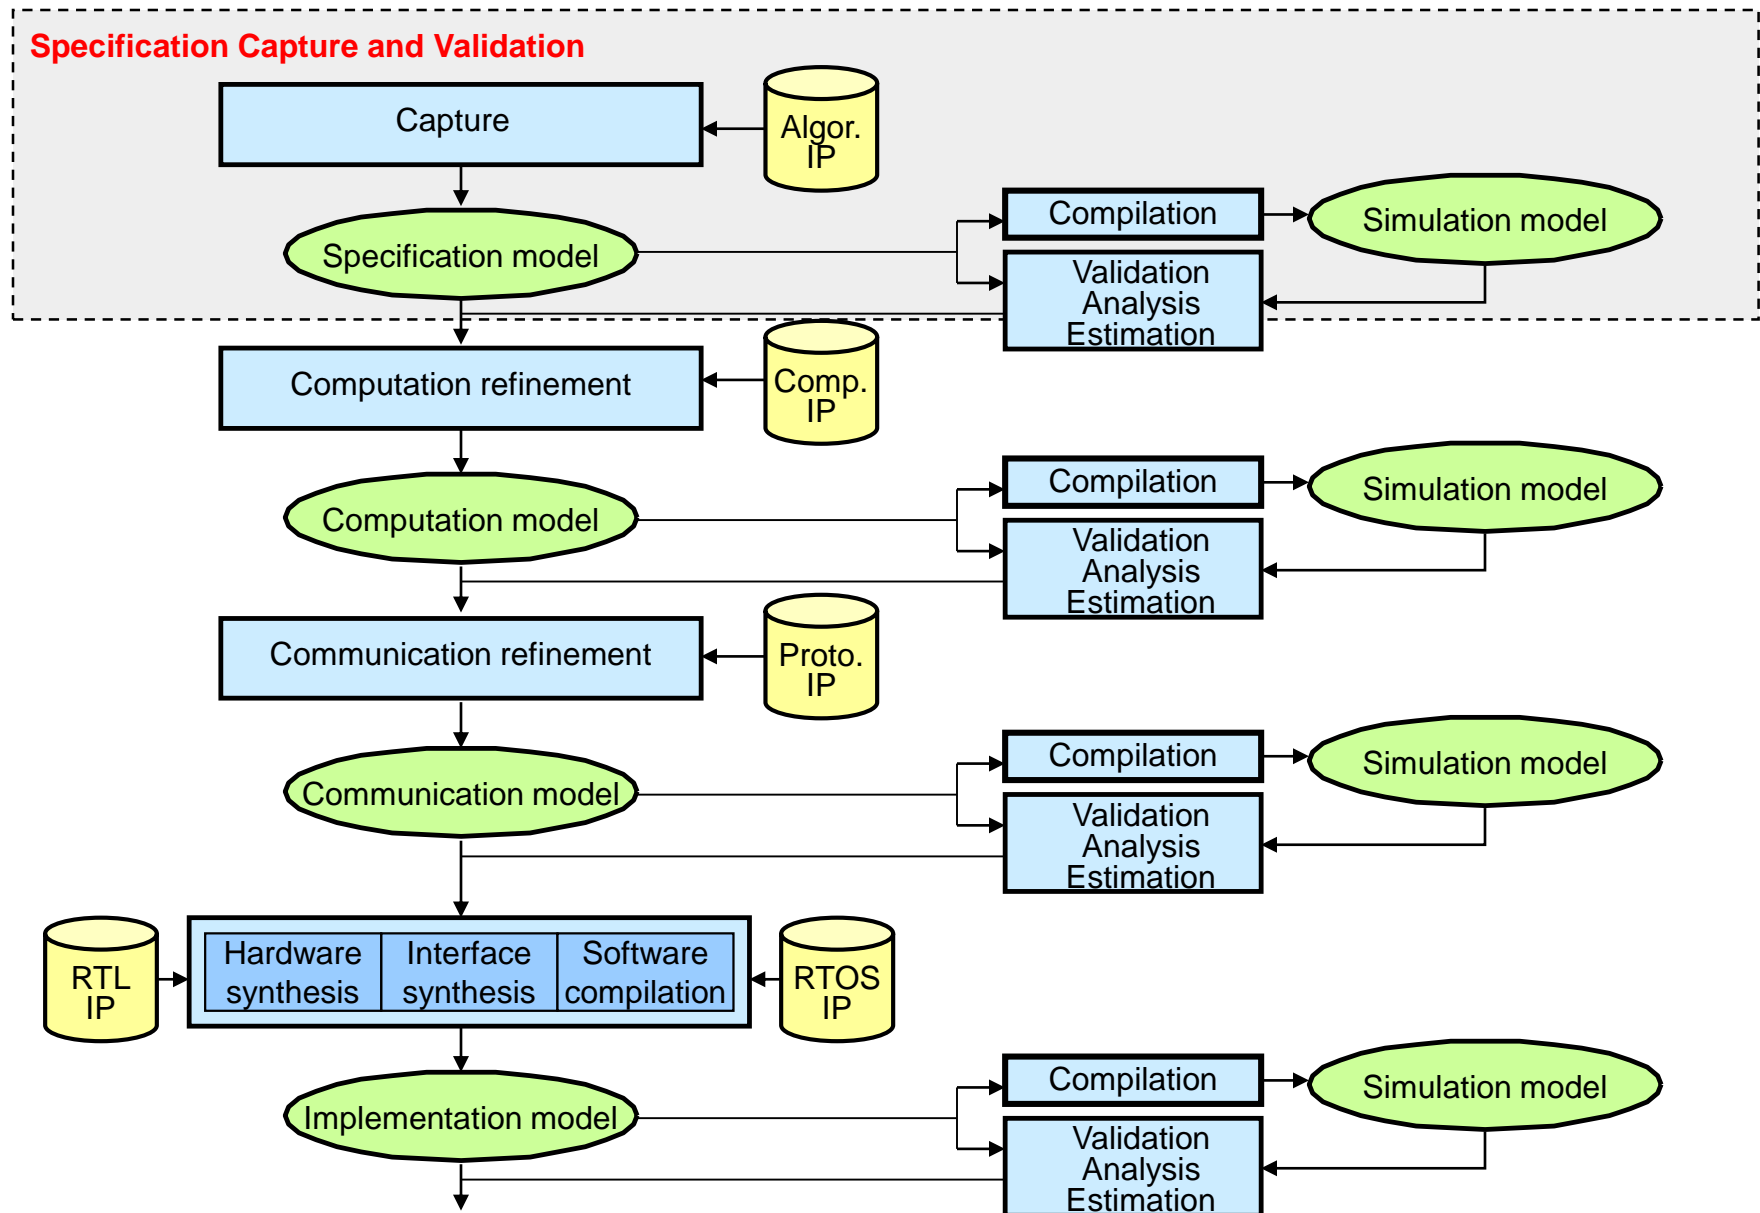 Specification Capture and Validation
Capture
Algor.
IP
Specification model
Compilation
Simulation model
Validation
Analysis
Estimation
Computation refinement
Comp.
IP
Computation model
Compilation
Simulation model
Validation
Analysis
Estimation
Communication refinement
Proto.
IP
Communication model
Compilation
Simulation model
Validation
Analysis
Estimation
RTL
IP
Hardware
synthesis
Interface
synthesis
Software
compilation
RTOS
IP
Implementation model
Compilation
Simulation model
Validation
Analysis
Estimation